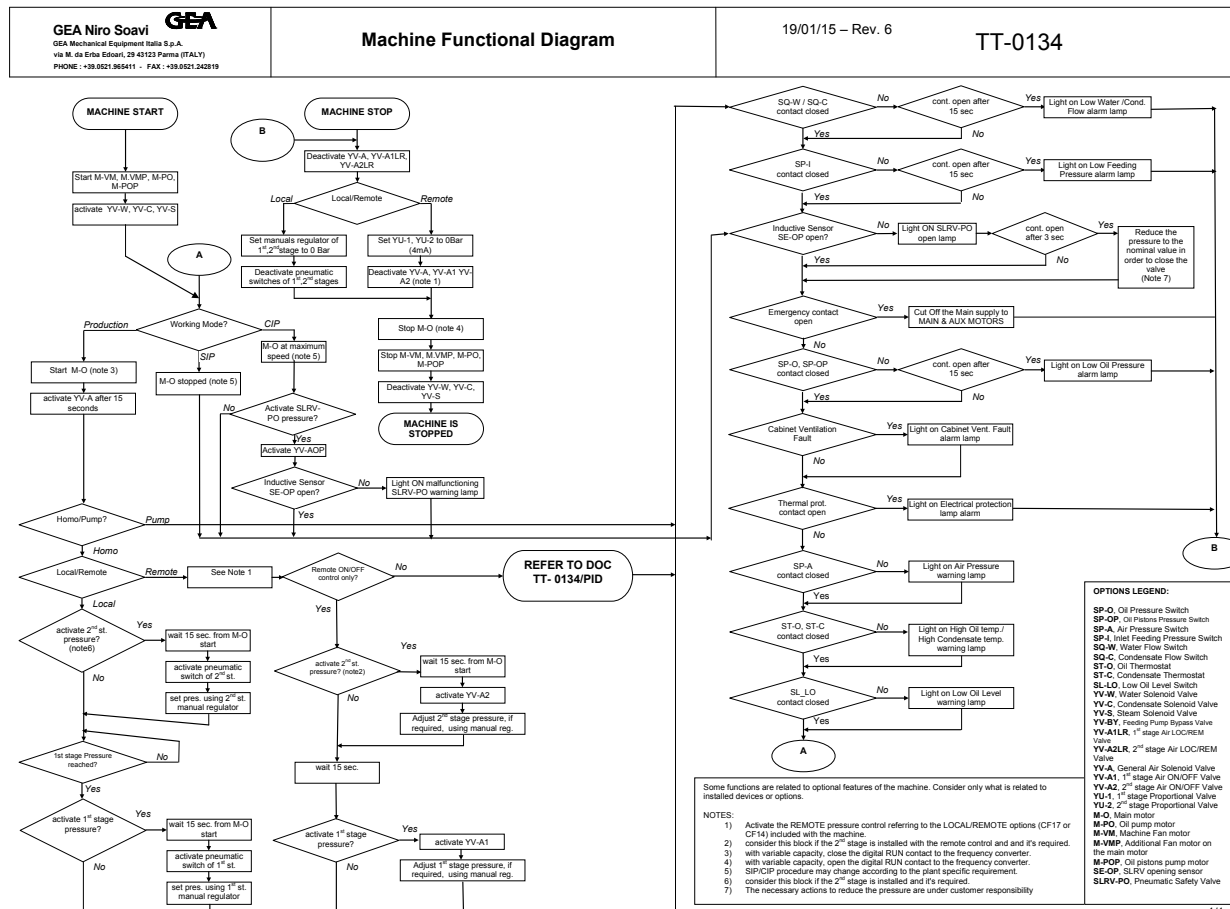 GEA Niro Soavi GEA
GEA Mechanical Equipment Italia S.p.A.
via M. da Erba Edoari, 29 43123 Parma (ITALY)
PHONE : +39.0521.965411 - FAX : +39.0521.242819
Machine Functional Diagram
19/01/15 – Rev. 6
TT-0134
MACHINE START
Start M-VM, M.VMP, M-PO,
M-POP
activate YV-W, YV-C, YV-S
A
Working Mode?
Production
CIP
SIP
Start M-O (note 3)
activate YV-A after 15
seconds
M-O stopped (note 5)
M-O at maximum
speed (note 5)
No
Activate SLRV-
PO pressure?
Yes
Activate YV-AOP
Inductive Sensor
SE-OP open?
No
Light ON malfunctioning
SLRV-PO warning lamp
Yes
MACHINE STOP
B
Deactivate YV-A, YV-A1LR,
YV-A2LR
Local/Remote
Local
Remote
Set manuals regulator of
1st,2nd stage to 0 Bar
Deactivate pneumatic
switches of 1st,2nd stages
Set YU-1, YU-2 to 0Bar
(4mA)
Deactivate YV-A, YV-A1 YV-
A2 (note 1)
Stop M-O (note 4)
Stop M-VM, M.VMP, M-PO,
M-POP
Deactivate YV-W, YV-C,
YV-S
MACHINE IS
STOPPED
Homo/Pump?
Pump
Homo
Local/Remote
Remote
See Note 1
Remote ON/OFF
control only?
No
REFER TO DOC
TT- 0134/PID
Yes
Local
activate 2nd st.
pressure?
(note6)
Yes
wait 15 sec. from M-O
start
activate pneumatic
switch of 2nd st.
set pres. using 2nd st.
manual regulator
No
1st stage Pressure
reached?
No
Yes
activate 1st stage
pressure?
Yes
wait 15 sec. from M-O
start
activate pneumatic
switch of 1st st.
set pres. using 1st st.
manual regulator
No
activate 2nd st.
pressure? (note2)
Yes
wait 15 sec. from M-O
start
activate YV-A2
Adjust 2nd stage pressure, if
required, using manual reg.
No
wait 15 sec.
activate 1st stage
pressure?
Yes
activate YV-A1
Adjust 1st stage pressure, if
required, using manual reg.
No
SQ-W / SQ-C
contact closed
No
cont. open after
15 sec
Yes
Light on Low Water /Cond.
Flow alarm lamp
Yes
No
SP-I
contact closed
No
cont. open after
15 sec
Yes
Light on Low Feeding
Pressure alarm lamp
Yes
No
Inductive Sensor
SE-OP open?
No
Light ON SLRV-PO
open lamp
cont. open
after 3 sec
Yes
Reduce the
pressure to the
nominal value in
order to close the
valve
(Note 7)
Yes
No
Emergency contact
open
Yes
Cut Off the Main supply to
MAIN & AUX MOTORS
No
SP-O, SP-OP
contact closed
No
cont. open after
15 sec
Yes
Light on Low Oil Pressure
alarm lamp
Yes
No
Cabinet Ventilation
Fault
Yes
Light on Cabinet Vent. Fault
alarm lamp
No
Thermal prot.
contact open
Yes
Light on Electrical protection
lamp alarm
No
B
SP-A
contact closed
No
Light on Air Pressure
warning lamp
Yes
ST-O, ST-C
contact closed
No
Light on High Oil temp./
High Condensate temp.
warning lamp
Yes
SL_LO
contact closed
No
Light on Low Oil Level
warning lamp
Yes
A
OPTIONS LEGEND:
SP-O, Oil Pressure Switch
SP-OP, Oil Pistons Pressure Switch
SP-A, Air Pressure Switch
SP-I, Inlet Feeding Pressure Switch
SQ-W, Water Flow Switch
SQ-C, Condensate Flow Switch
ST-O, Oil Thermostat
ST-C, Condensate Thermostat
SL-LO, Low Oil Level Switch
YV-W, Water Solenoid Valve
YV-C, Condensate Solenoid Valve
YV-S, Steam Solenoid Valve
YV-BY, Feeding Pump Bypass Valve
YV-A1LR, 1st stage Air LOC/REM
Valve
YV-A2LR, 2nd stage Air LOC/REM
Valve
YV-A, General Air Solenoid Valve
YV-A1, 1st stage Air ON/OFF Valve
YV-A2, 2nd stage Air ON/OFF Valve
YU-1, 1st stage Proportional Valve
YU-2, 2nd stage Proportional Valve
M-O, Main motor
M-PO, Oil pump motor
M-VM, Machine Fan motor
M-VMP, Additional Fan motor on
the main motor
M-POP, Oil pistons pump motor
SE-OP, SLRV opening sensor
SLRV-PO, Pneumatic Safety Valve
Some functions are related to optional features of the machine. Consider only what is related to
installed devices or options.
NOTES:
1) Activate the REMOTE pressure control referring to the LOCAL/REMOTE options (CF17 or
CF14) included with the machine.
2) consider this block if the 2nd stage is installed with the remote control and and it's required.
3) with variable capacity, close the digital RUN contact to the frequency converter.
4) with variable capacity, open the digital RUN contact to the frequency converter.
5) SIP/CIP procedure may change according to the plant specific requirement.
6) consider this block if the 2nd stage is installed and it's required.
7) The necessary actions to reduce the pressure are under customer responsibility